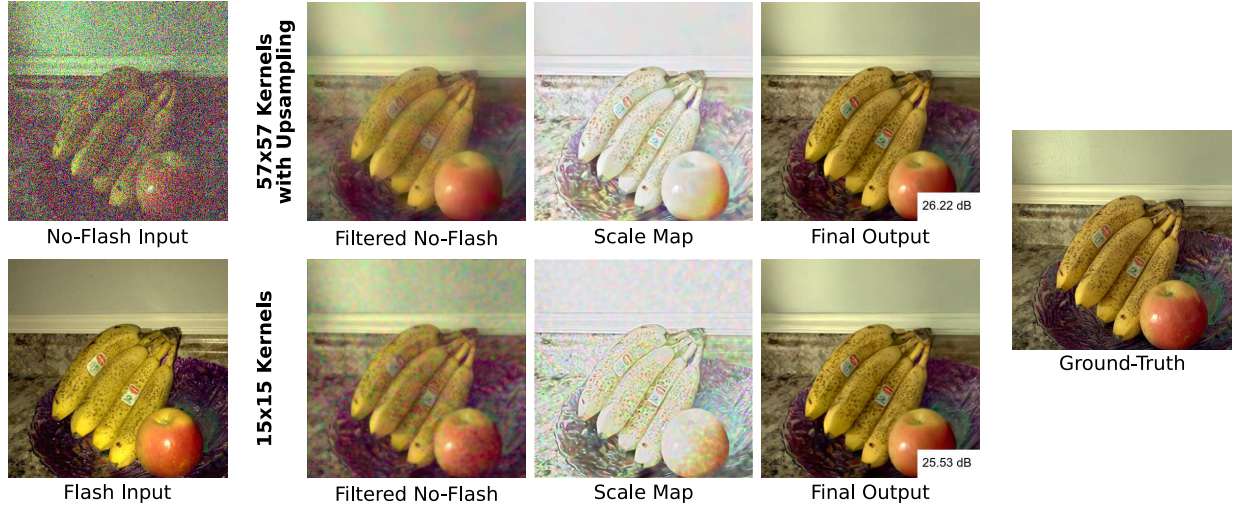 57x57 Kernels
with Upsampling
26.22 dB
No-Flash Input
Filtered No-Flash
Scale Map
Final Output
15x15 Kernels
Ground-Truth
25.53 dB
Flash Input
Filtered No-Flash
Scale Map
Final Output